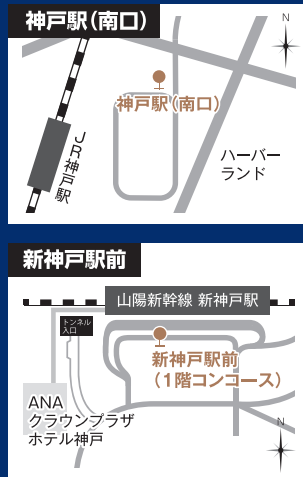 神戸駅(南口)
N
神戸駅(南口)
JR神戸駅
ハーバー
ランド
新神戸駅前
山陽新幹線 新神戸駅
トンネル
入口
新神戸駅前
(1階コンコース)
ANA
クラウンプラザ
ホテル神戸
N